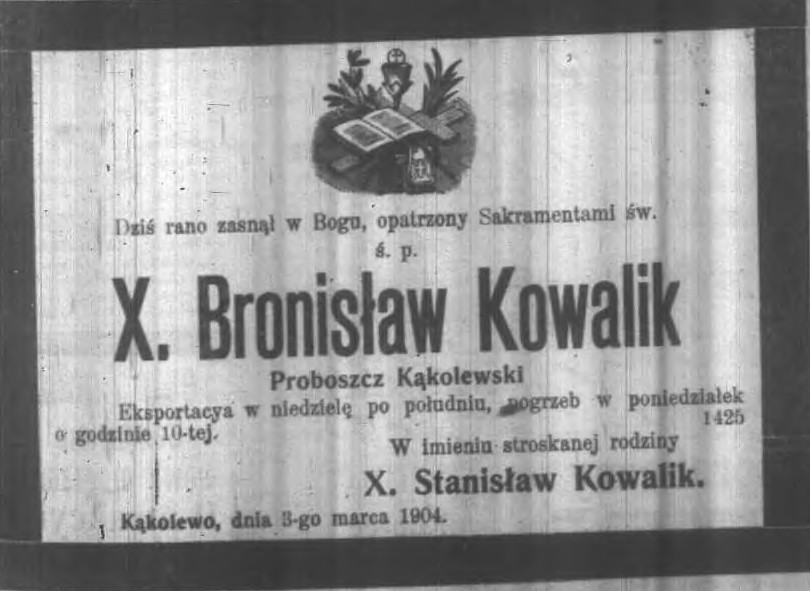 Dziś rano zasnął w Bogu, opatrzony Sakramentami św.
ś. p.
X. Bronisław Kowalik
Proboszcz Kąkolewski
Eksportacya w niedzielę po południu, pogrzeb w poniedziałek
o godzinie 10-tej.
1425
W imieniu stroskanej rodziny
X. Stanisław Kowalik.
Kąkolewo, dnia 3-go marca 1904.